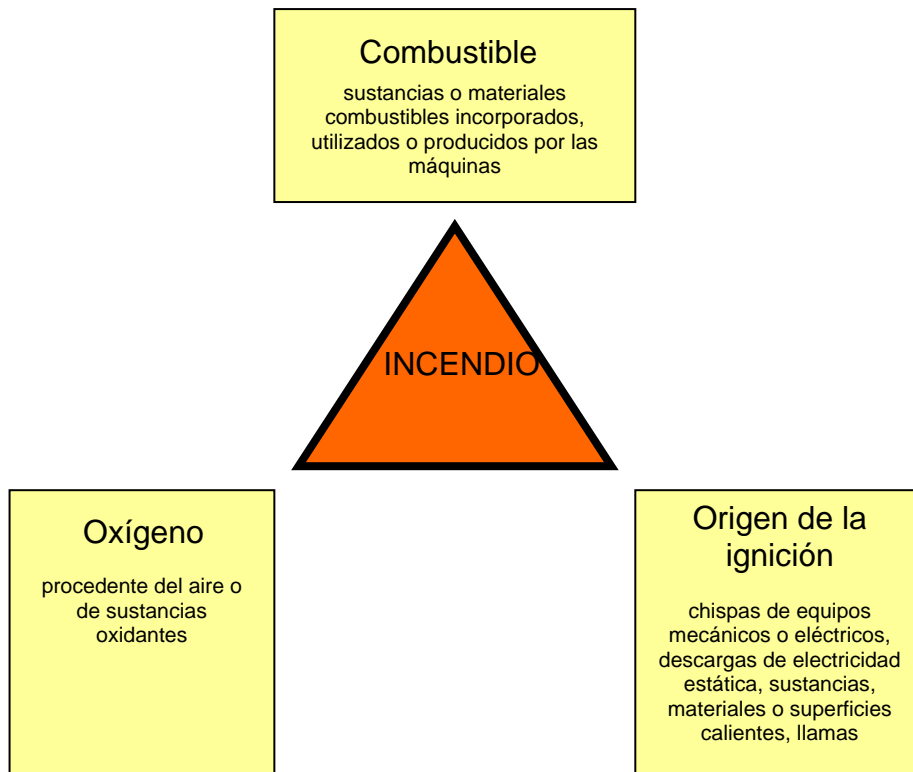 Combustible
sustancias o materiales
combustibles incorporados,
utilizados o producidos por las
máquinas
INCENDIO
Oxígeno
procedente del aire o
de sustancias
oxidantes
Origen de la
ignición
chispas de equipos
mecánicos o eléctricos,
descargas de electricidad
estática, sustancias,
materiales o superficies
calientes, llamas